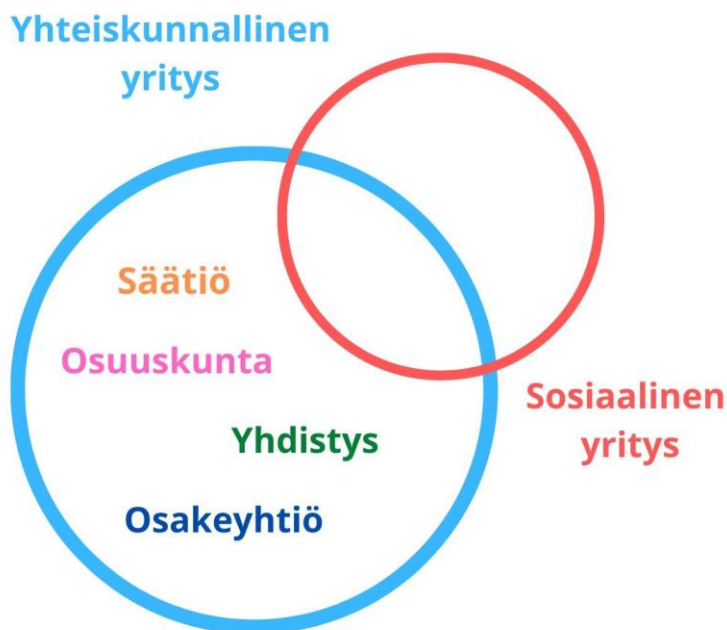 Yhteiskunnallinen
yritys
Säätiö
Osuuskunta
Sosiaalinen
yritys
Yhdistys
Osakeyhtiö